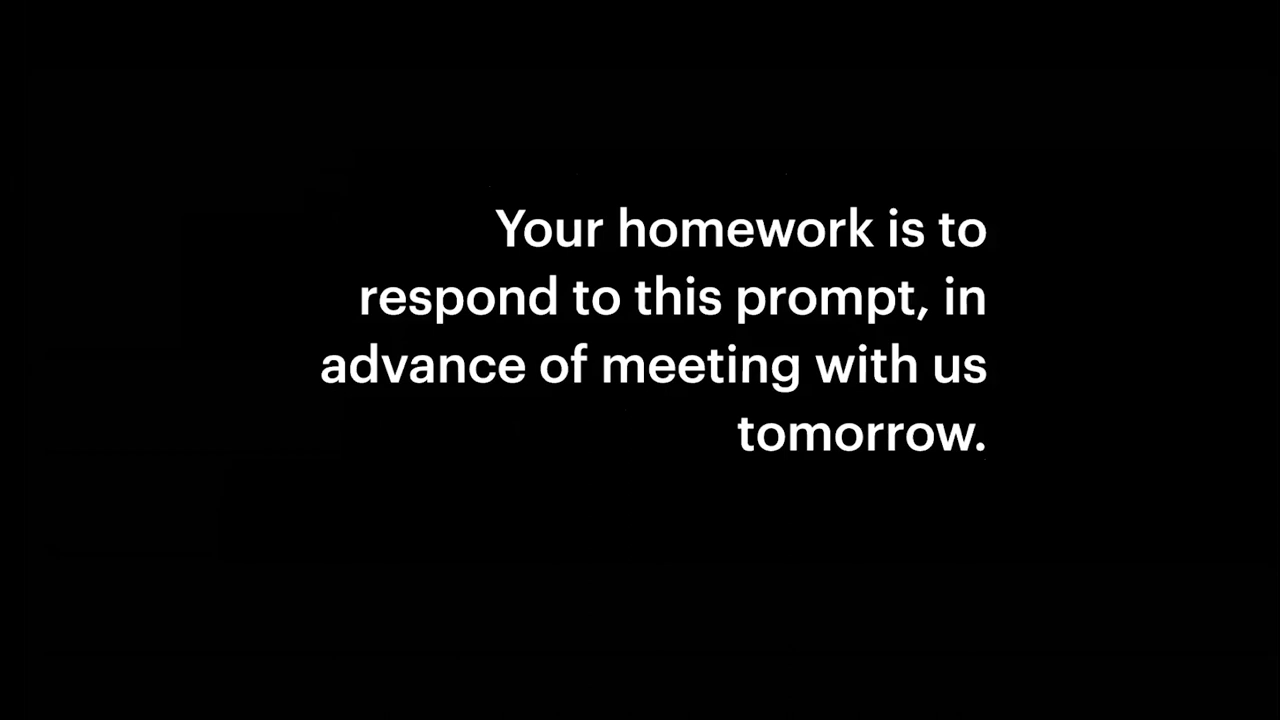 Your homework is to
respond to this prompt, in
advance of meeting with us
tomorrow.